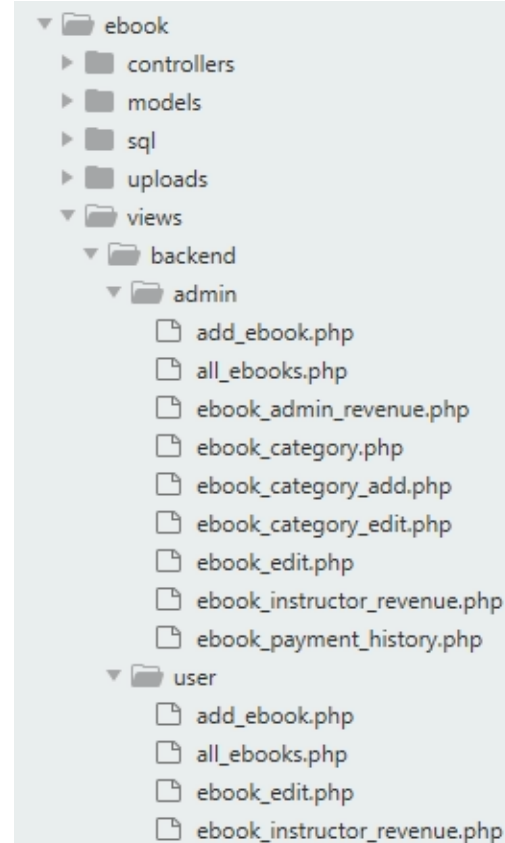 ebook
controllers
models
sql
uploads
views
backend
admin
add_ebook.php
all_ebooks.php
ebook_admin_revenue.php
ebook_category.php
ebook_category_add.php
ebook_category_edit.php
ebook_edit.php
ebook_instructor_revenue.php
ebook_payment_history.php
user
add_ebook.php
all_ebooks.php
ebook_edit.php
ebook_instructor_revenue.php